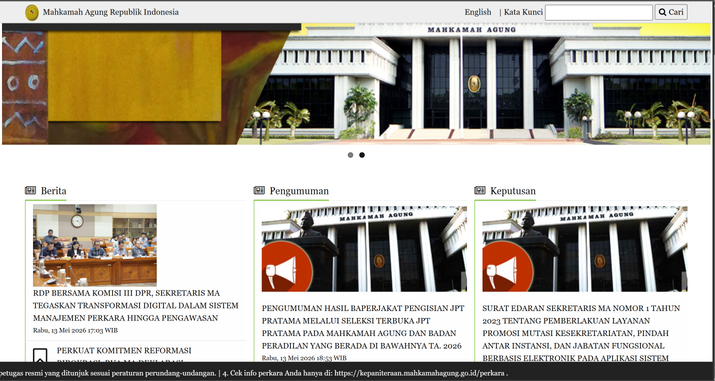 Mahkamah Agung Republik Indonesia
English | Kata Kunci Cari
MAHKAMAH AGUNG
Berita
RDP BERSAMA KOMISI III DPR, SEKRETARIS MA
TEGASKAN TRANSFORMASI DIGITAL DALAM SISTEM
MANAJEMEN PERKARA HINGGA PENGAWASAN
Rabu, 13 Mei 2026 17:03 WIB
PERKUAT KOMITMEN REFORMASI
Pengumuman
MAHKAMAH AGUNG
PENGUMUMAN HASIL BAPERJAKAT PENGISIAN JPT
PRATAMA MELALUI SELEKSI TERBUKA JPT
PRATAMA PADA MAHKAMAH AGUNG DAN BADAN
PERADILAN YANG BERADA DI BAWAHNYA TA. 2026
Rabu, 13 Mei 2026 18:53 WIB
Keputusan
MAHKAMAH AGUNG
SURAT EDARAN SEKRETARIS MA NOMOR 1 TAHUN
2023 TENTANG PEMBERLAKUAN LAYANAN
PROMOSI MUTASI KESEKRETARIATAN, PINDAH
ANTAR INSTANSI, DAN JABATAN FUNGSIONAL
BERBASIS ELEKTRONIK PADA APLIKASI SISTEM
petugas resmi yang ditunjuk sesuai peraturan perundang-undangan. | 4. Cek info perkara Anda hanya di: https://kepaniteraan.mahkamahagung.go.id/perkara .